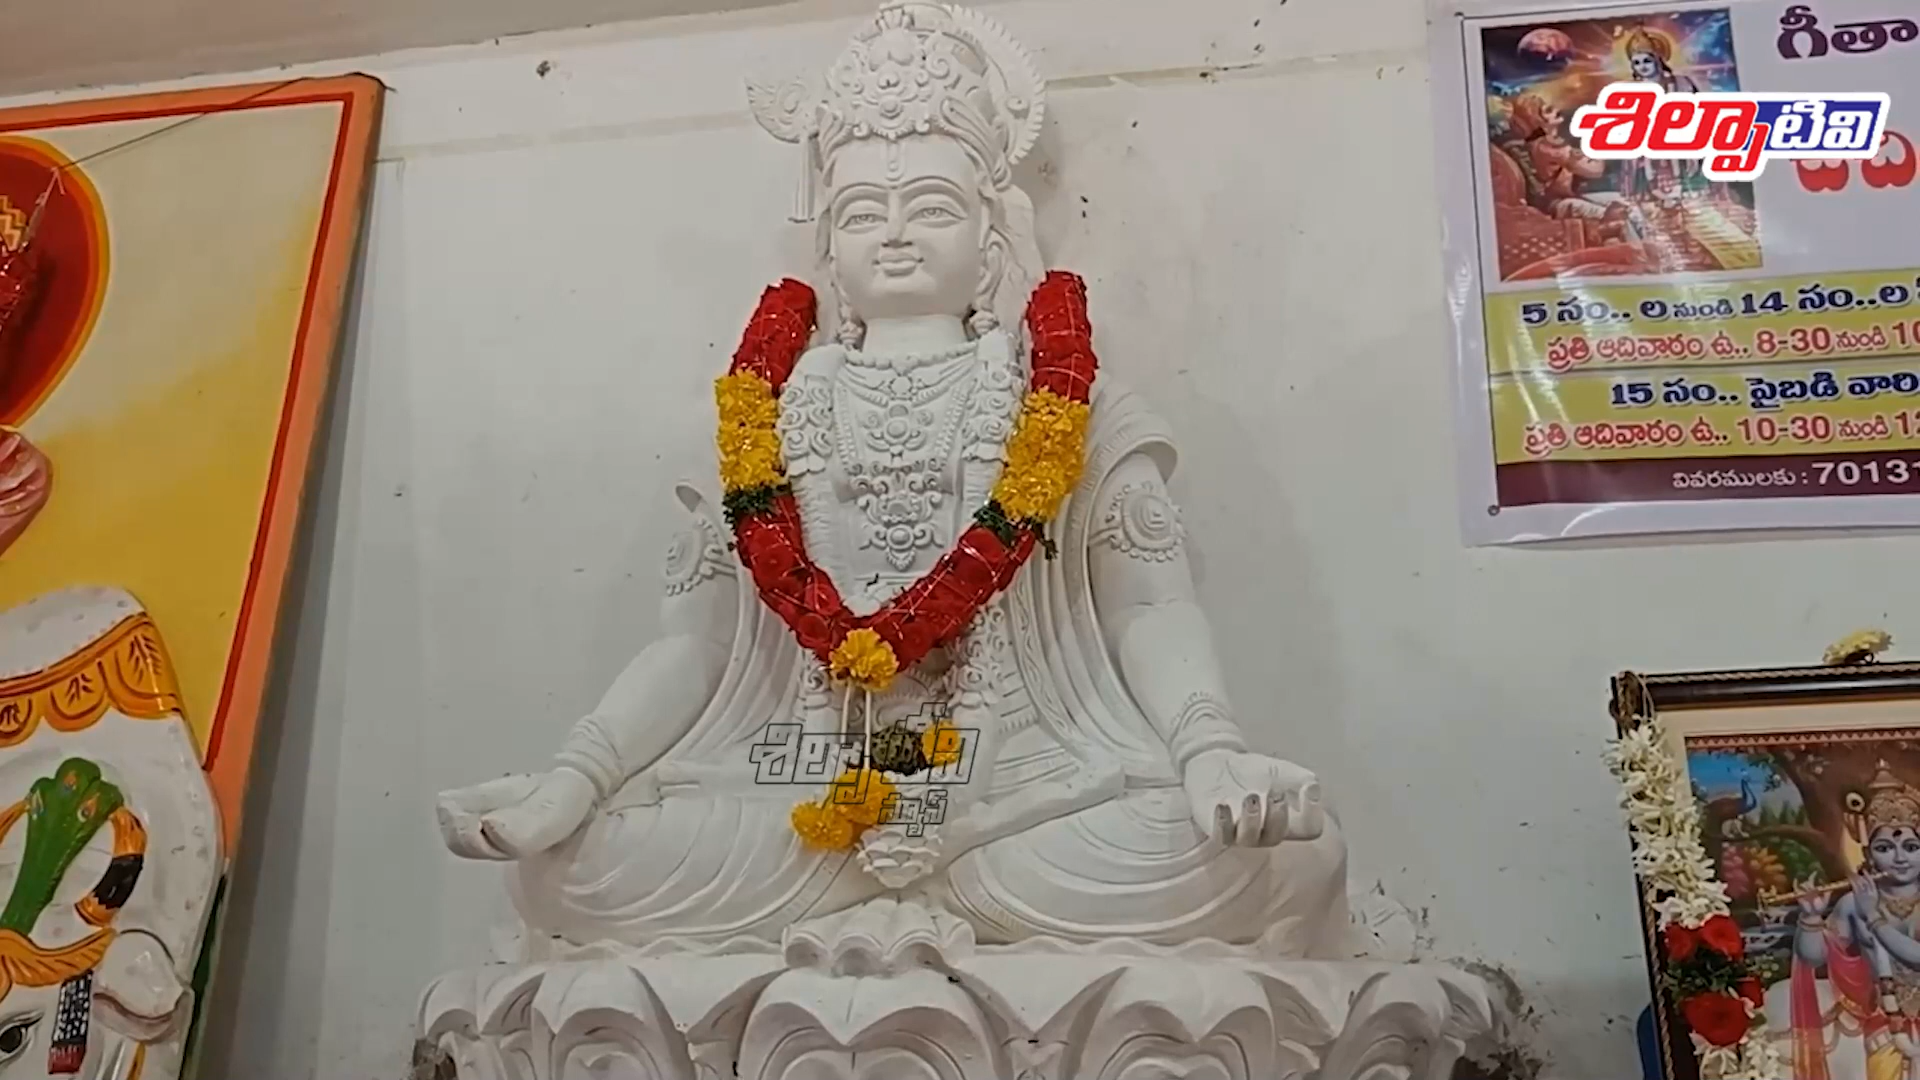 గీతా
శిల్పాటీవి
5 సం.. ల నుండి 14 సం..ల
ప్రతి ఆదివారం ఉ.. 8-30 నుండి 10
15 సం.. పైబడి వారి
ప్రతి ఆదివారం ఉ.. 10-30 నుండి 12
వివరములకు : 70131
శిల్పాటీవి
న్యూస్